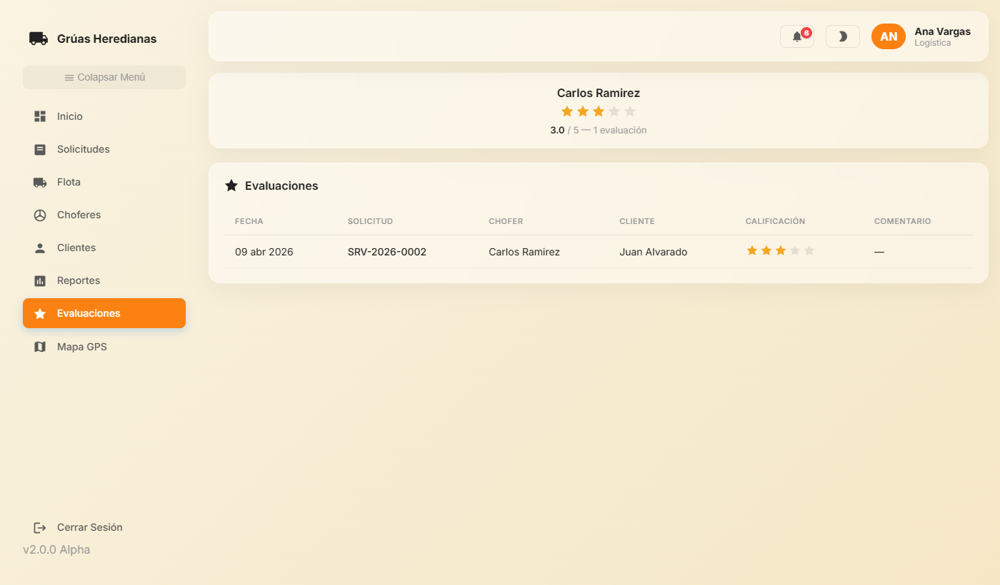 Grúas Heredianas
Colapsar Menú
Inicio
Solicitudes
Flota
Choferes
Clientes
Reportes
Evaluaciones
Mapa GPS
Cerrar Sesión
v2.0.0 Alpha
6
AN
Ana Vargas
Logística
Carlos Ramirez
3.0 / 5 — 1 evaluación
Evaluaciones
FECHA SOLICITUD CHOFER CLIENTE CALIFICACIÓN COMENTARIO
09 abr 2026 SRV-2026-0002 Carlos Ramirez Juan Alvarado —